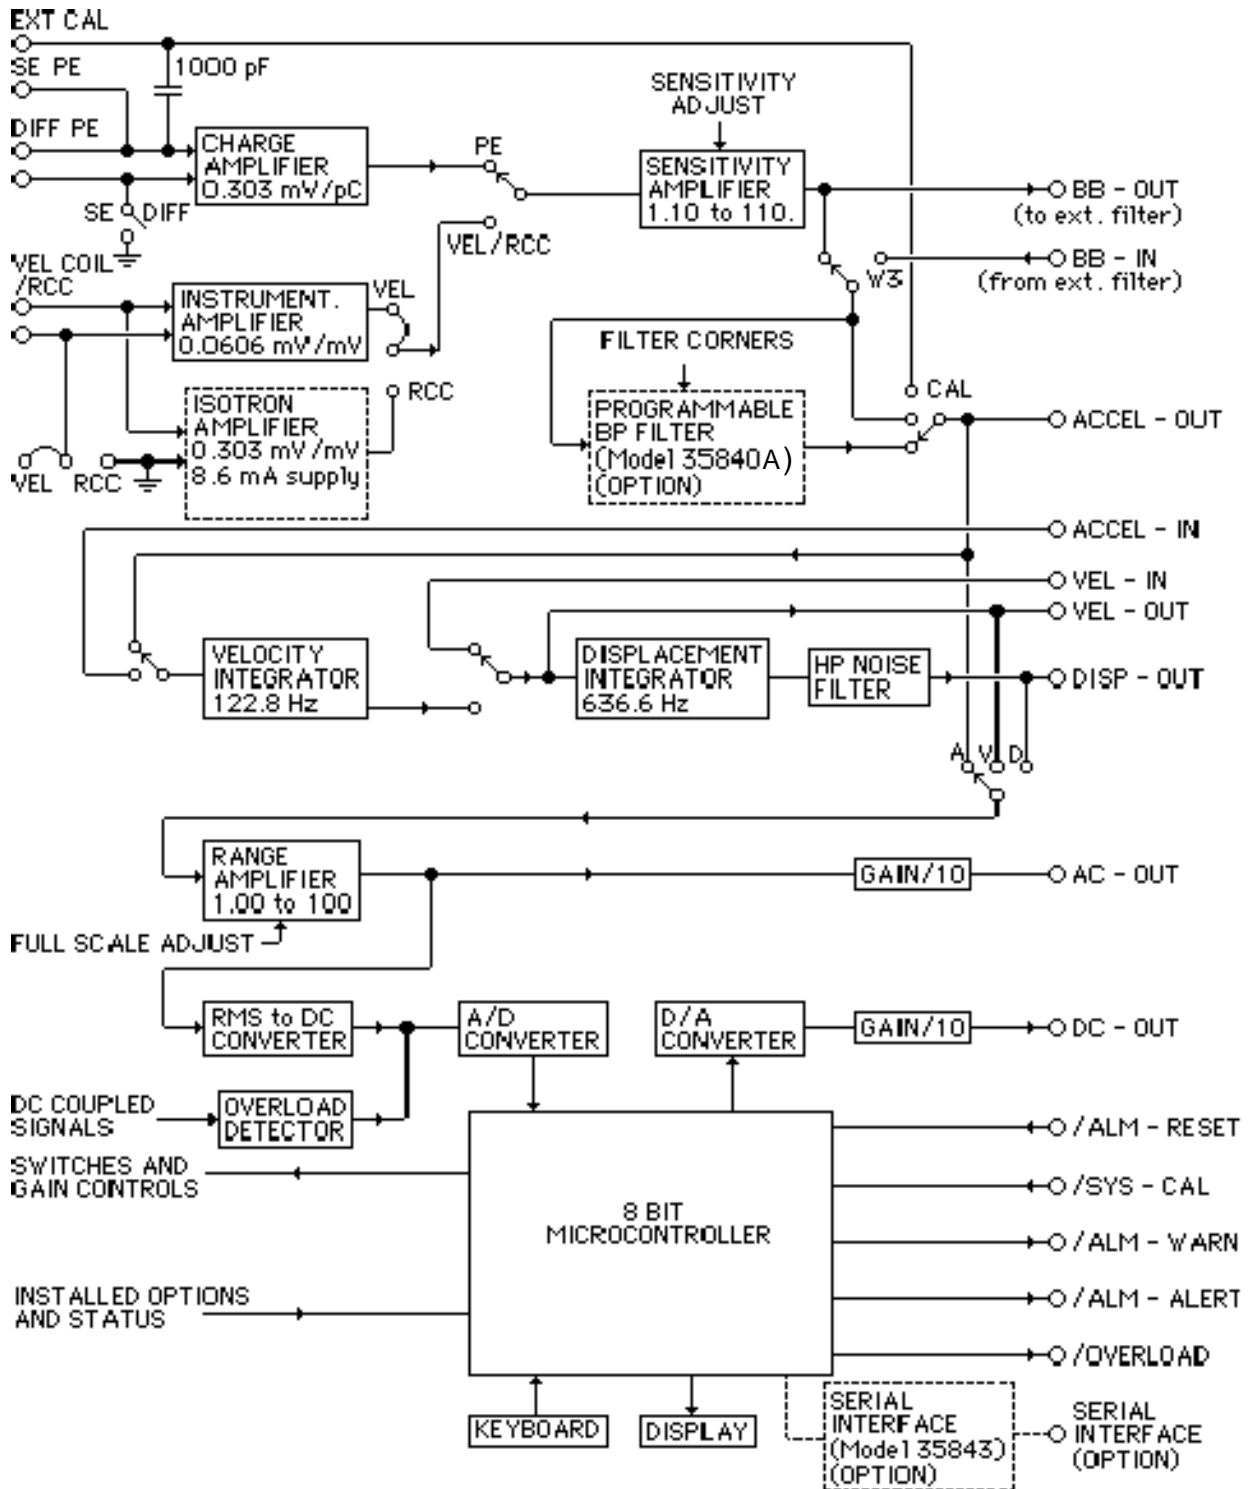 EXT CAL
1000 pF
SE PE
DIFF PE
CHARGE
AMPLIFIER
0.303 mV/pC
SE DIFF
PE
VEL/RCC
SENSITIVITY
ADJUST
SENSITIVITY
AMPLIFIER
1.10 to 110.
BB - OUT
(to ext. filter)
BB - IN
(from ext. filter)
W3
VEL COIL
/RCC
INSTRUMENT.
AMPLIFIER
0.0606 mV/mV
VEL
RCC
ISOTRON
AMPLIFIER
0.303 mV/mV
8.6 mA supply
VEL RCC
FILTER CORNERS
PROGRAMMABLE
BP FILTER
(Model 35840A)
(OPTION)
CAL
ACCEL - OUT
ACCEL - IN
VEL - IN
VEL - OUT
VELOCITY
INTEGRATOR
122.8 Hz
DISPLACEMENT
INTEGRATOR
636.6 Hz
HP NOISE
FILTER
DISP - OUT
A V D
RANGE
AMPLIFIER
1.00 to 100
FULL SCALE ADJUST
GAIN/10
AC - OUT
RMS to DC
CONVERTER
A/D
CONVERTER
D/A
CONVERTER
GAIN/10
DC - OUT
DC COUPLED
SIGNALS
OVERLOAD
DETECTOR
SWITCHES AND
GAIN CONTROLS
8 BIT
MICROCONTROLLER
INSTALLED OPTIONS
AND STATUS
/ALM - RESET
/SYS - CAL
/ALM - WARN
/ALM - ALERT
/OVERLOAD
KEYBOARD
DISPLAY
SERIAL
INTERFACE
(Model 35843)
(OPTION)
SERIAL
INTERFACE
(OPTION)